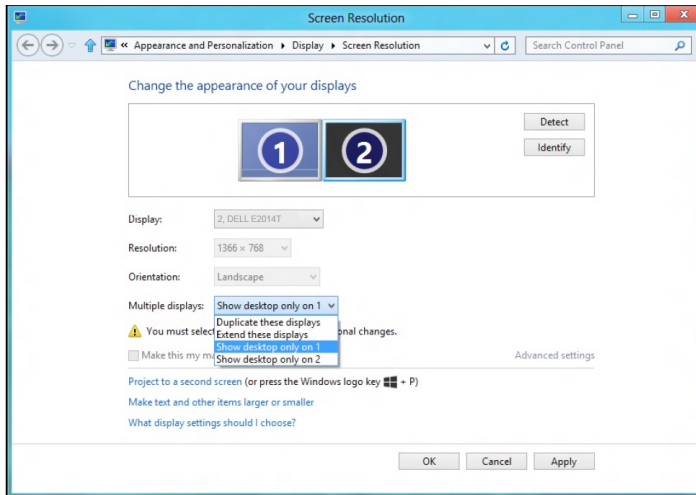 Screen Resolution
« Appearance and Personalization ▸ Display ▸ Screen Resolution
Search Control Panel
Change the appearance of your displays
1 2
Detect
Identify
Display: 2, DELL E2014T
Resolution: 1366 × 768
Orientation: Landscape
Multiple displays: Show desktop only on 1
Duplicate these displays
You must selec onal changes.
Extend these displays
Show desktop only on 1
Make this my m Advanced settings
Show desktop only on 2
Project to a second screen (or press the Windows logo key + P)
Make text and other items larger or smaller
What display settings should I choose?
OK Cancel Apply